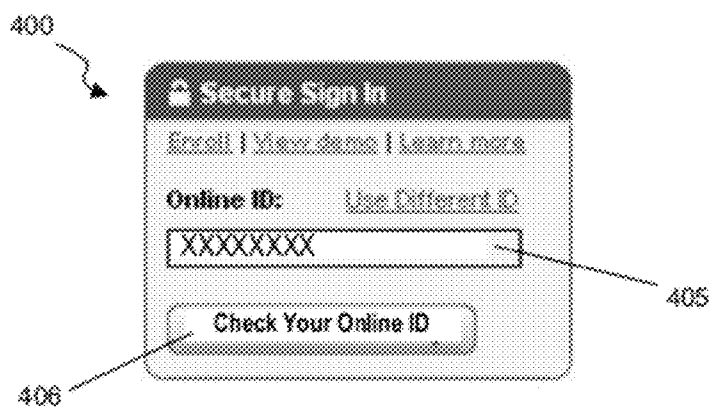 400
Secure Sign In
Enroll | View demo | Learn more
Online ID: Use Different ID
XXXXXXXX
405
Check Your Online ID
406